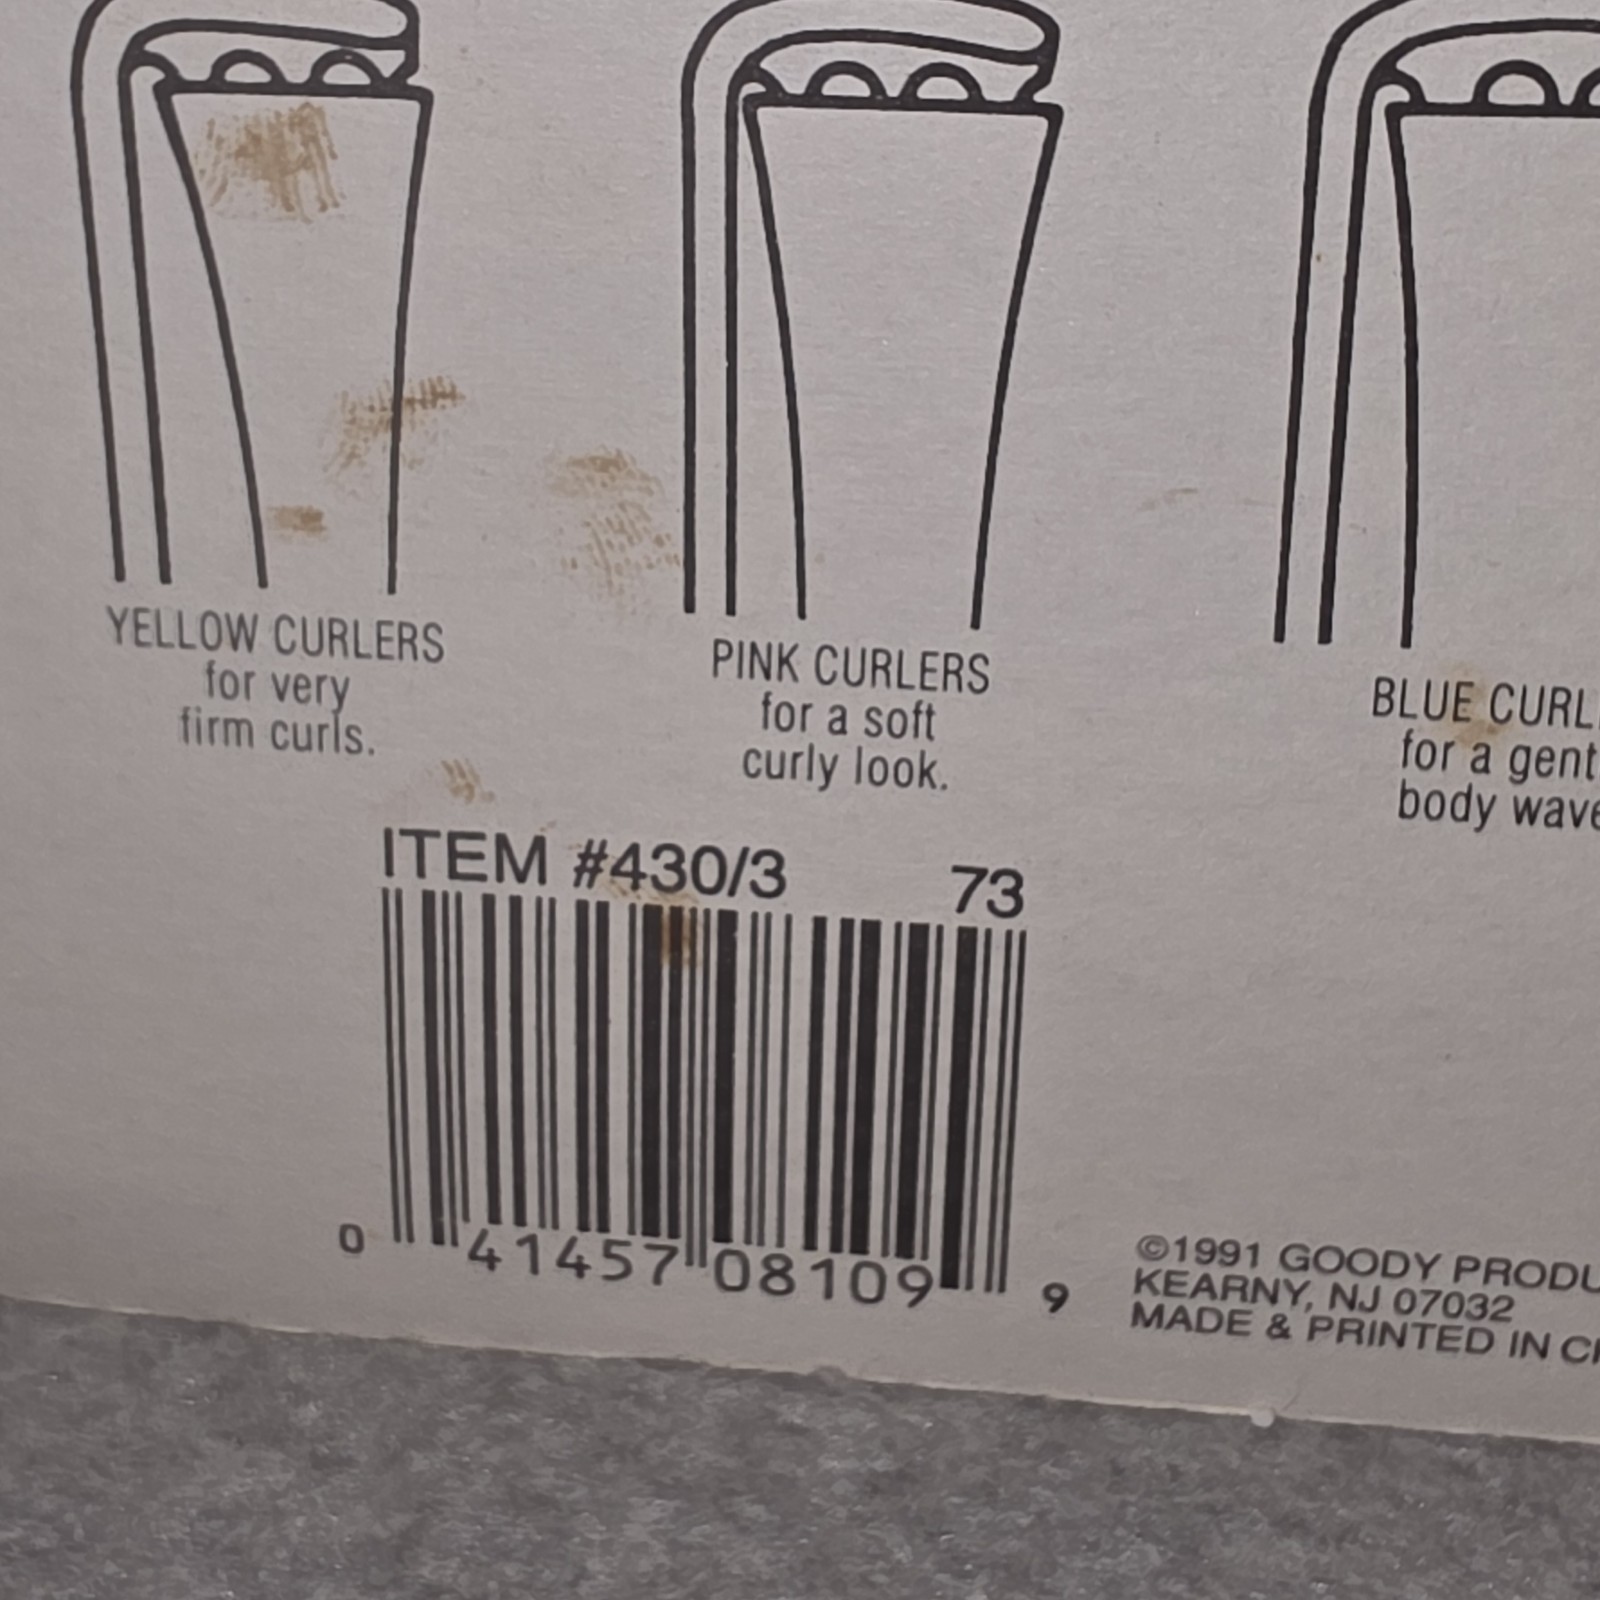 YELLOW CURLERS
for very
firm curls.
PINK CURLERS
for a soft
curly look.
BLUE CURL
for a gent
body wave
ITEM #430/3 73
0 41457 08109 9
©1991 GOODY PRODU
KEARNY, NJ 07032
MADE & PRINTED IN C